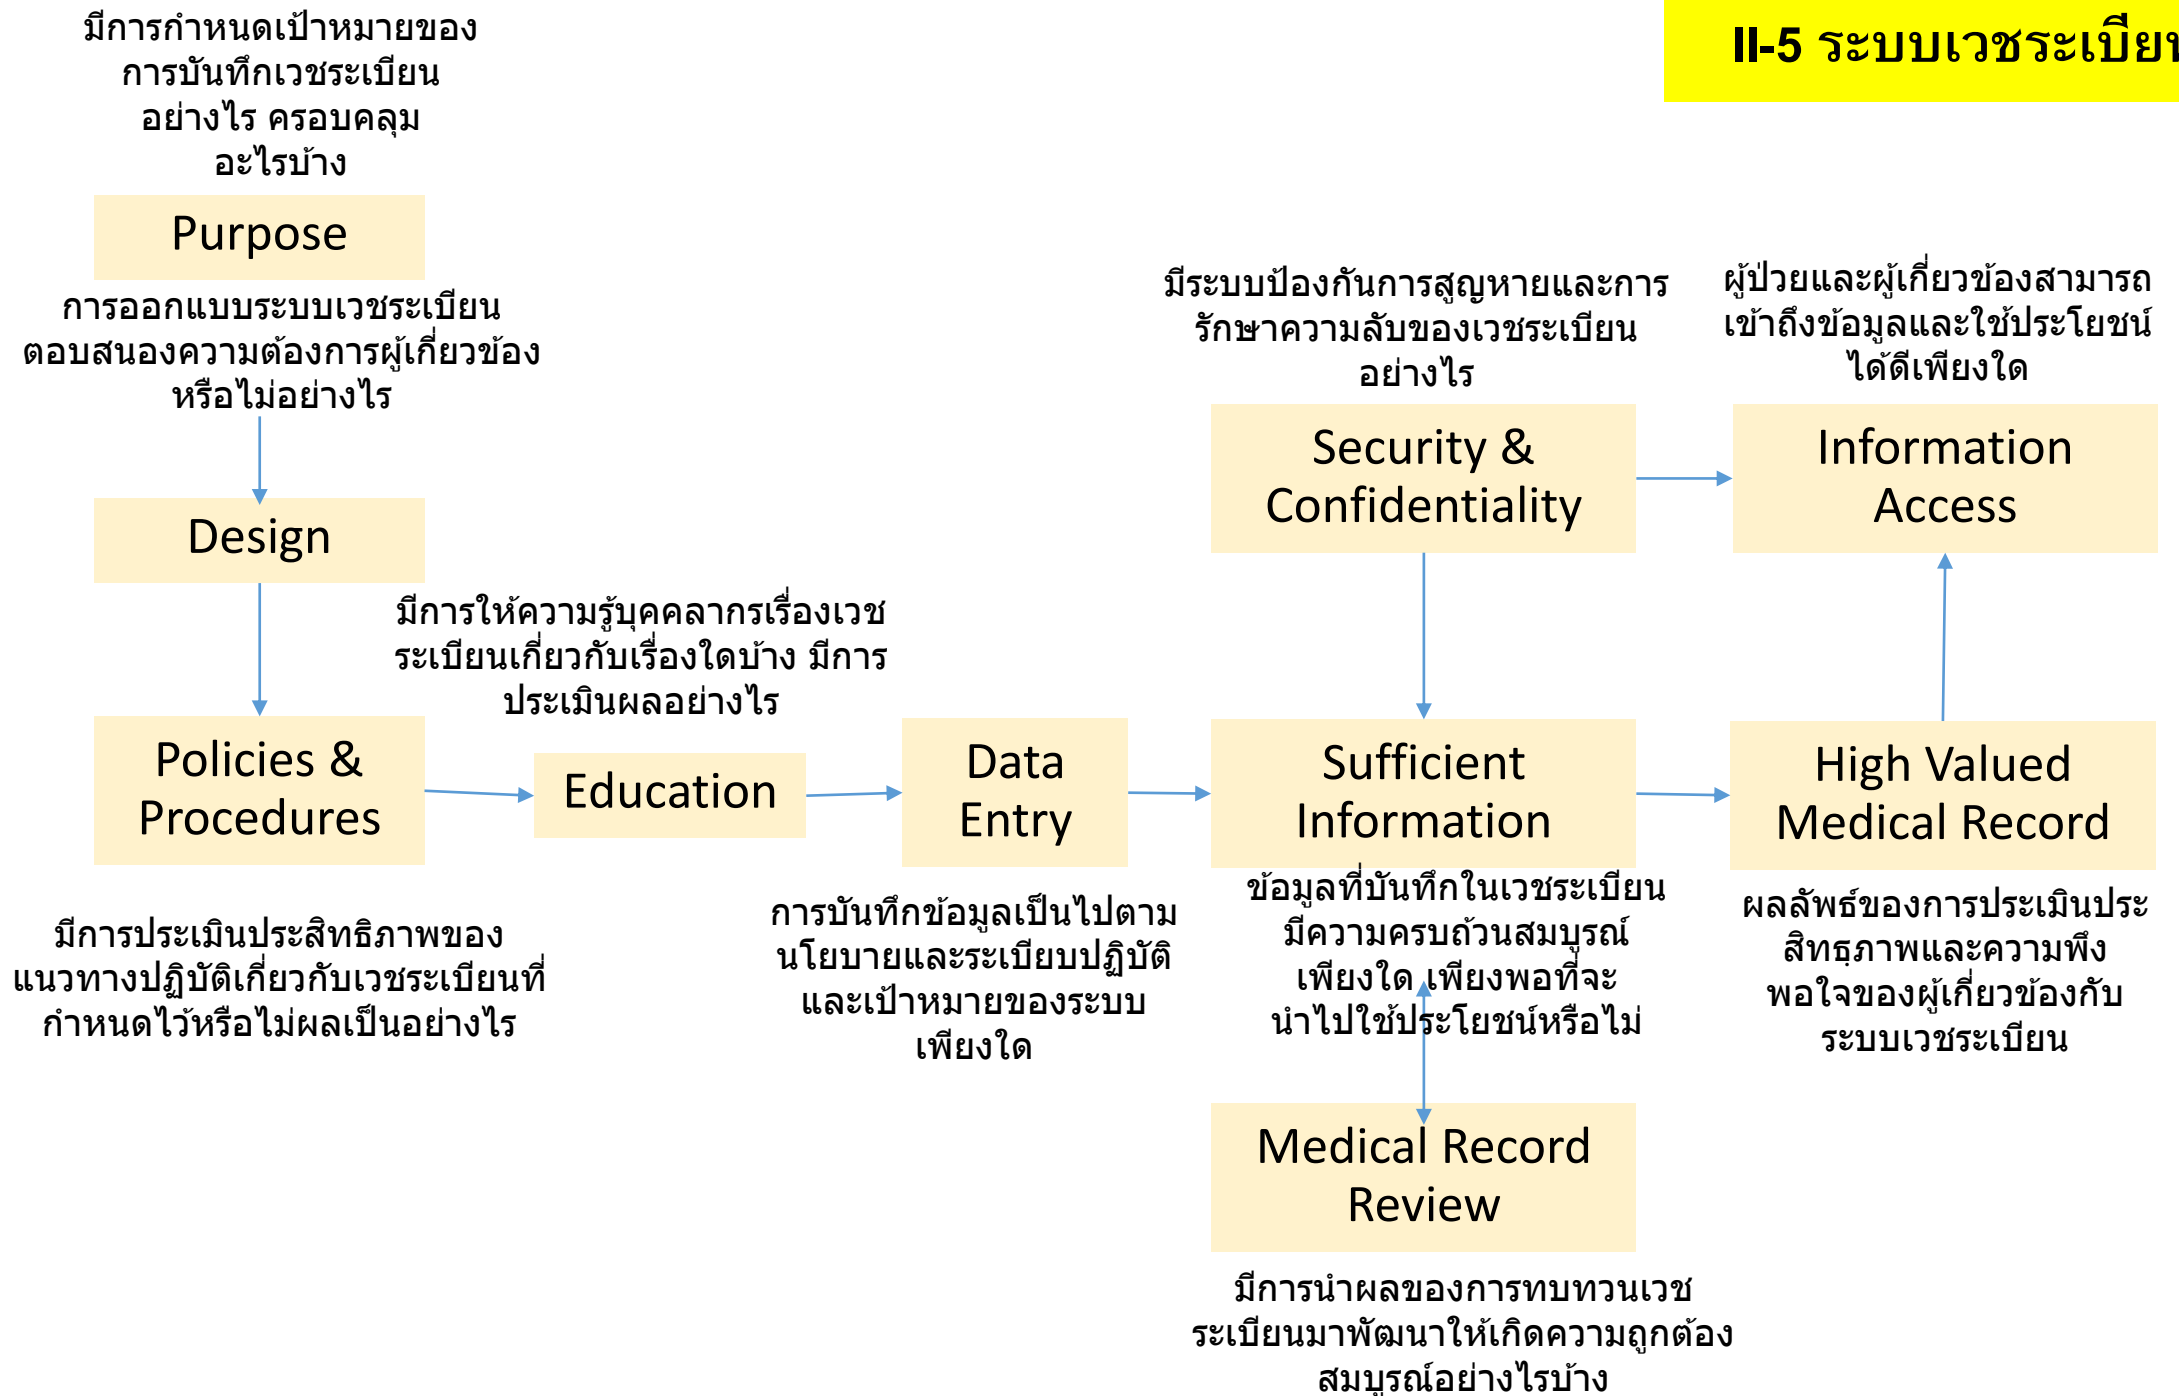 II-5 ระบบเวชระเบียน
มีการกำหนดเป้าหมายของ
การบันทึกเวชระเบียน
อย่างไร ครอบคลุม
อะไรบ้าง
Purpose
การออกแบบระบบเวชระเบียน
ตอบสนองความต้องการผู้เกี่ยวข้อง
หรือไม่อย่างไร
Design
Policies &
Procedures
มีการประเมินประสิทธิภาพของ
แนวทางปฏิบัติเกี่ยวกับเวชระเบียนที่
กำหนดไว้หรือไม่ผลเป็นอย่างไร
มีการให้ความรู้บุคคลากรเรื่องเวช
ระเบียนเกี่ยวกับเรื่องใดบ้าง มีการ
ประเมินผลอย่างไร
Education
Data
Entry
การบันทึกข้อมูลเป็นไปตาม
นโยบายและระเบียบปฏิบัติ
และเป้าหมายของระบบ
เพียงใด
มีระบบป้องกันการสูญหายและการ
รักษาความลับของเวชระเบียน
อย่างไร
Security &
Confidentiality
Sufficient
Information
ข้อมูลที่บันทึกในเวชระเบียน
มีความครบถ้วนสมบูรณ์
เพียงใด เพียงพอที่จะ
นำไปใช้ประโยชน์หรือไม่
Medical Record
Review
มีการนำผลของการทบทวนเวช
ระเบียนมาพัฒนาให้เกิดความถูกต้อง
สมบูรณ์อย่างไรบ้าง
ผู้ป่วยและผู้เกี่ยวข้องสามารถ
เข้าถึงข้อมูลและใช้ประโยชน์
ได้ดีเพียงใด
Information
Access
High Valued
Medical Record
ผลลัพธ์ของการประเมินประ
สิทธฺภาพและความพึง
พอใจของผู้เกี่ยวข้องกับ
ระบบเวชระเบียน